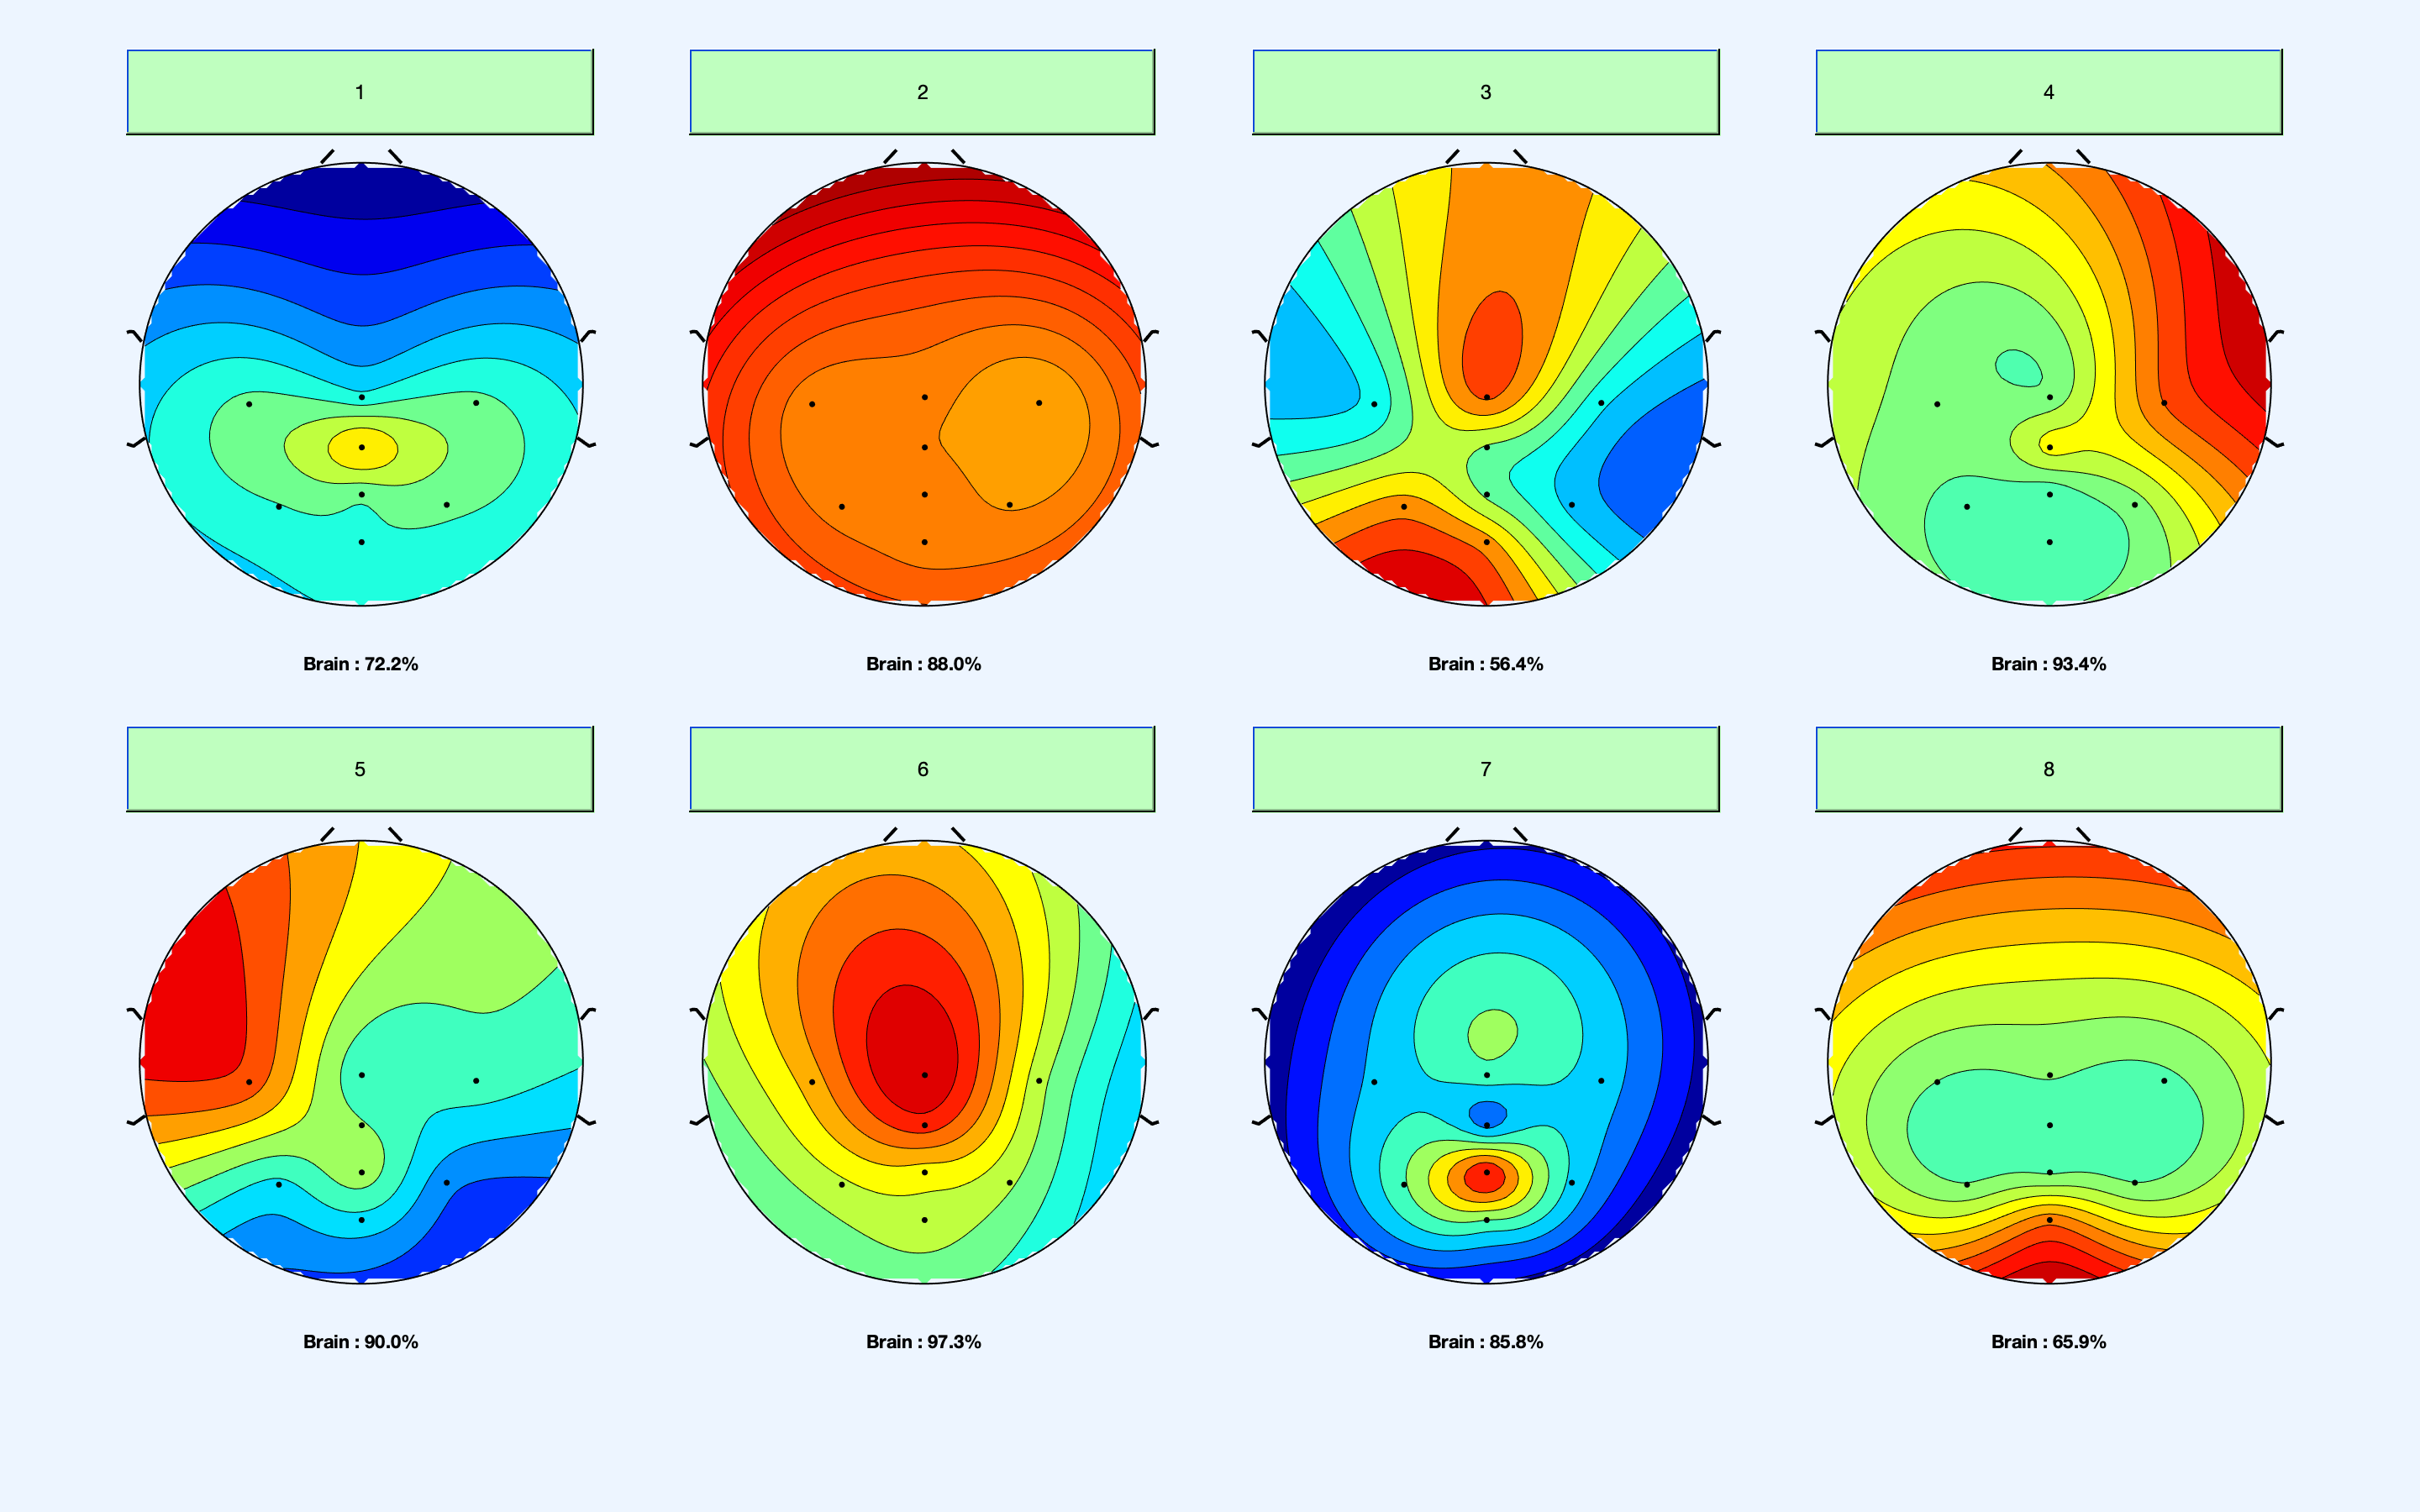 1 2 3 4
Brain : 72.2% Brain : 88.0% Brain : 56.4% Brain : 93.4%
5 6 7 8
Brain : 90.0% Brain : 97.3% Brain : 85.8% Brain : 65.9%